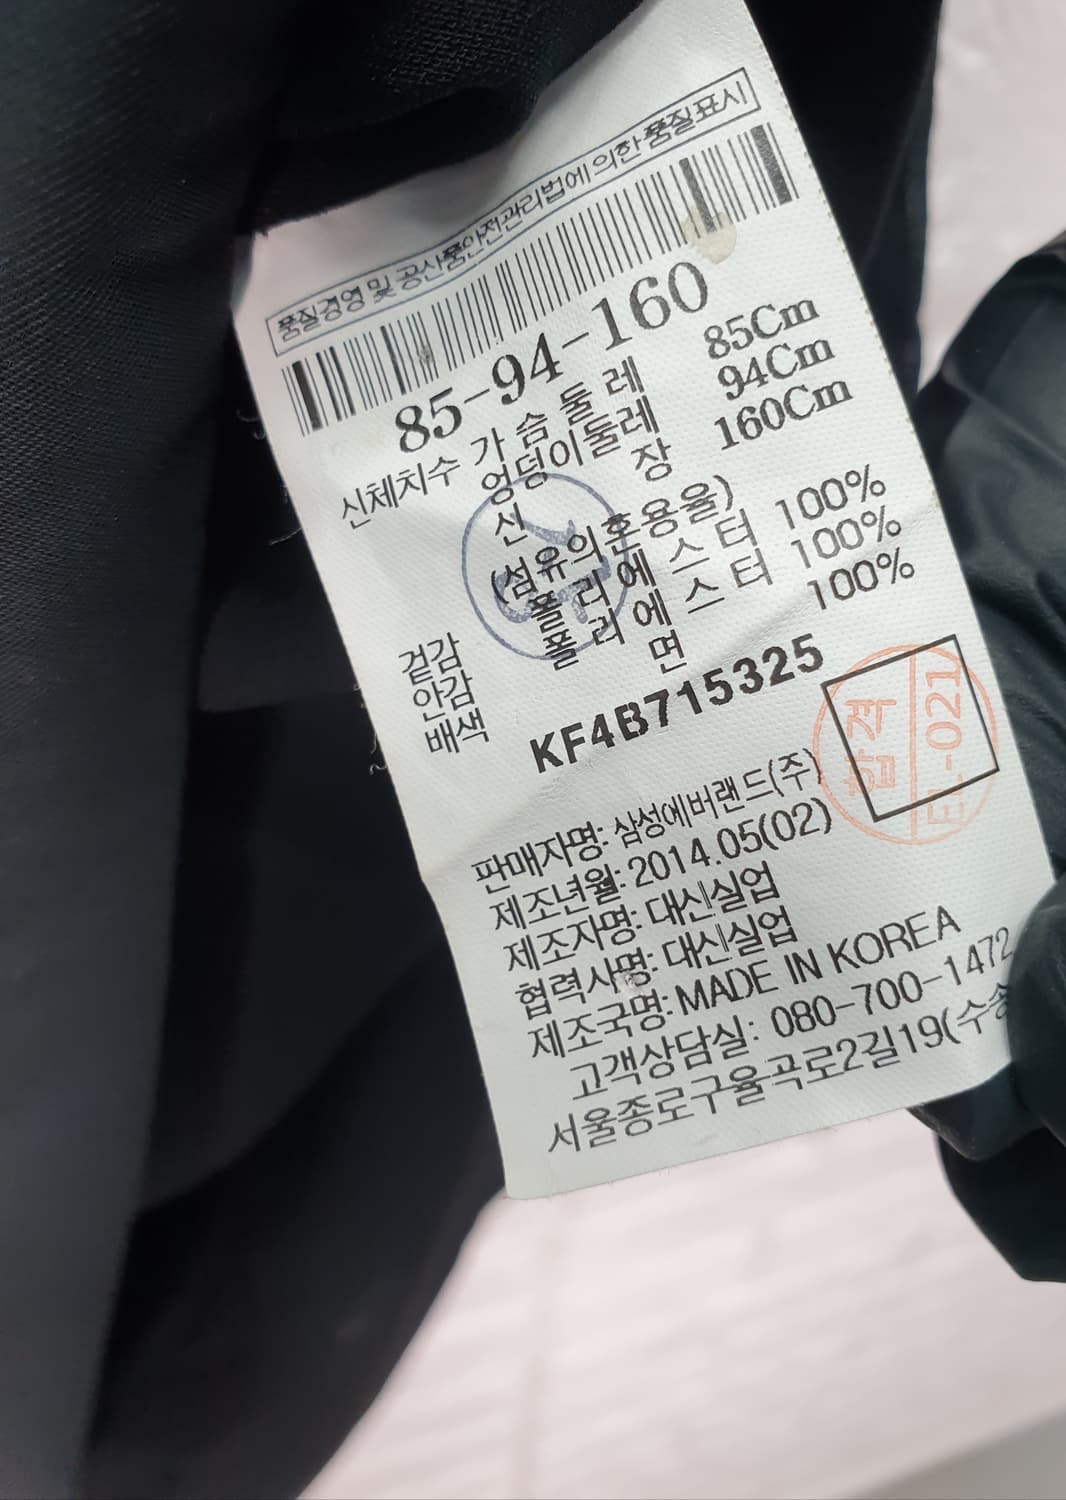 품질경영 및 공산품안전관리법에 의한 품질표시
85-94-160
신체치수 가슴둘레 85Cm
엉덩이둘레 94Cm
신장 160Cm
(섬유의혼용율)
겉감 폴리에스터 100%
안감 폴리에스터 100%
배색 면 100%
KF4B715325
합격
판매자명: 삼성에버랜드(주)
제조년월: 2014.05(02)
제조자명: 대신실업
협력사명: 대신실업
제조국명: MADE IN KOREA
고객상담실: 080-700-1472
서울종로구율곡로2길19(수송